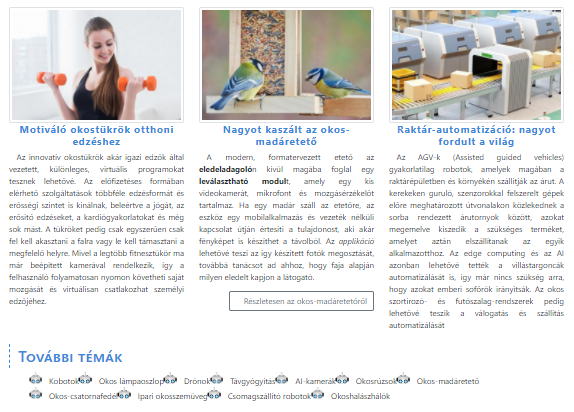 Motiváló okostükrök otthoni
edzéshez
Az innovatív okostükrök akár igazi edzők által
vezetett, különleges, virtuális programokat
tesznek lehetővé. Az előfizetéses formában
elérhető szolgáltatások többféle edzésformát és
erősségi szintet is kínálnak, beleértve a jógát, az
erősítő edzéseket, a kardiógyakorlatokat és még
sok mást. A tükröket pedig csak egyszerűen csak
fel kell akasztani a falra vagy le kell támasztani a
megfelelő helyre. Mivel a legtöbb fitnesztükör ma
már beépített kamerával rendelkezik, így a
felhasználó folyamatosan nyomon követheti saját
mozgását és virtuálisan csatlakozhat személyi
edzőjéhez.
Nagyot kaszált az okos-
madáretető
A modern, formatervezett etető az
eledeladagolón kívül magába foglal egy
leválasztható modult, amely egy kis
videokamerát, mikrofont és mozgásérzékelőt
tartalmaz. Ha egy madár száll az etetőre, az
eszköz egy mobilalkalmazás és vezeték nélküli
kapcsolat útján értesíti a tulajdonost, aki akár
fényképet is készíthet a távolból. Az applikáció
lehetővé teszi az így készített fotók megosztását,
továbbá tanácsot ad ahhoz, hogy faja alapján
milyen eledelt kapjon a látogató.
Részletesen az okos-madáretetőről
Raktár-automatizáció: nagyot
fordult a világ
Az AGV-k (Assisted guided vehicles)
gyakorlatilag robotok, amelyek magában a
raktárépületben és környékén szállítják az árut. A
kerekeken guruló, szenzorokkal felszerelt gépek
előre meghatározott útvonalakon közlekednek a
sorba rendezett árutornyok között, azokat
megemelve kiszedik a szükséges terméket,
amelyet aztán elszállítanak az egyik
alkalmazotthoz. Az edge computing és az AI
azonban lehetővé tették a villástargoncák
automatizálását is, így már nincs szükség arra,
hogy azokat emberi sofőrök irányítsák. Az okos
szortírozó- és futószalag-rendszerek pedig
lehetővé teszik a válogatás és szállítás
automatizálását
További témák
Kobotok Okos lámpaoszlop Drónok Távgyógyítás AI-kamerák Okosrúzsok Okos-madáretető
Okos-csatornafedél Ipari okosszemüveg Csomagszállító robotok Okoshalászhálók